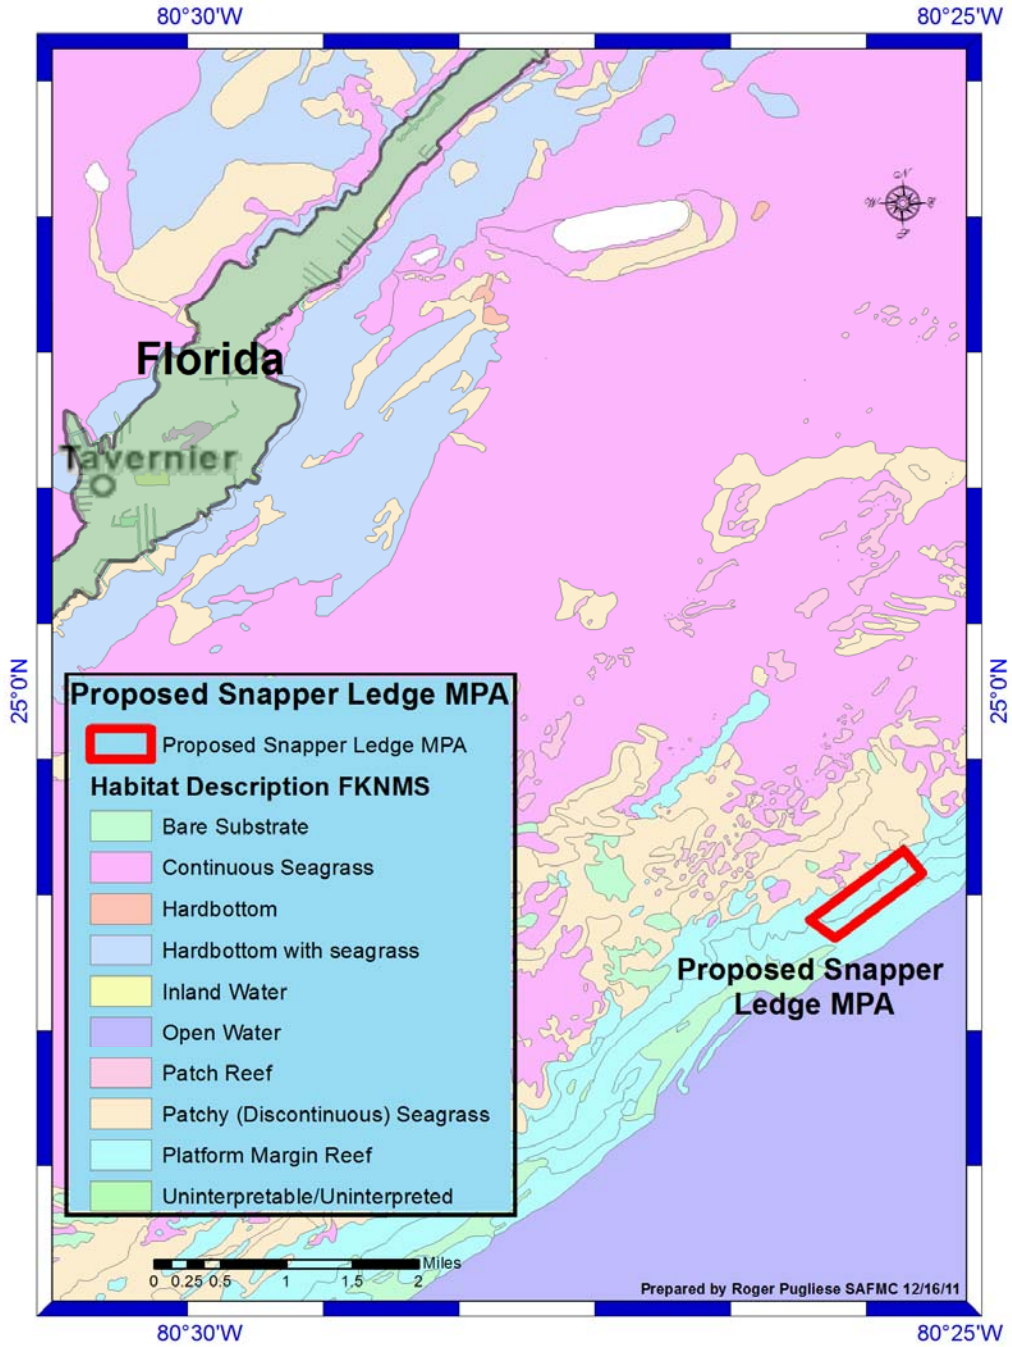 80°30'W 80°25'W
N
W E
S
Florida
Tavernier
25°0'N 25°0'N
Proposed Snapper Ledge MPA
Proposed Snapper Ledge MPA
Habitat Description FKNMS
Bare Substrate
Continuous Seagrass
Hardbottom
Hardbottom with seagrass
Inland Water
Open Water
Patch Reef
Patchy (Discontinuous) Seagrass
Platform Margin Reef
Uninterpretable/Uninterpreted
Proposed Snapper
Ledge MPA
Miles
0 0.25 0.5 1 1.5 2
Prepared by Roger Pugliese SAFMC 12/16/11
80°30'W 80°25'W